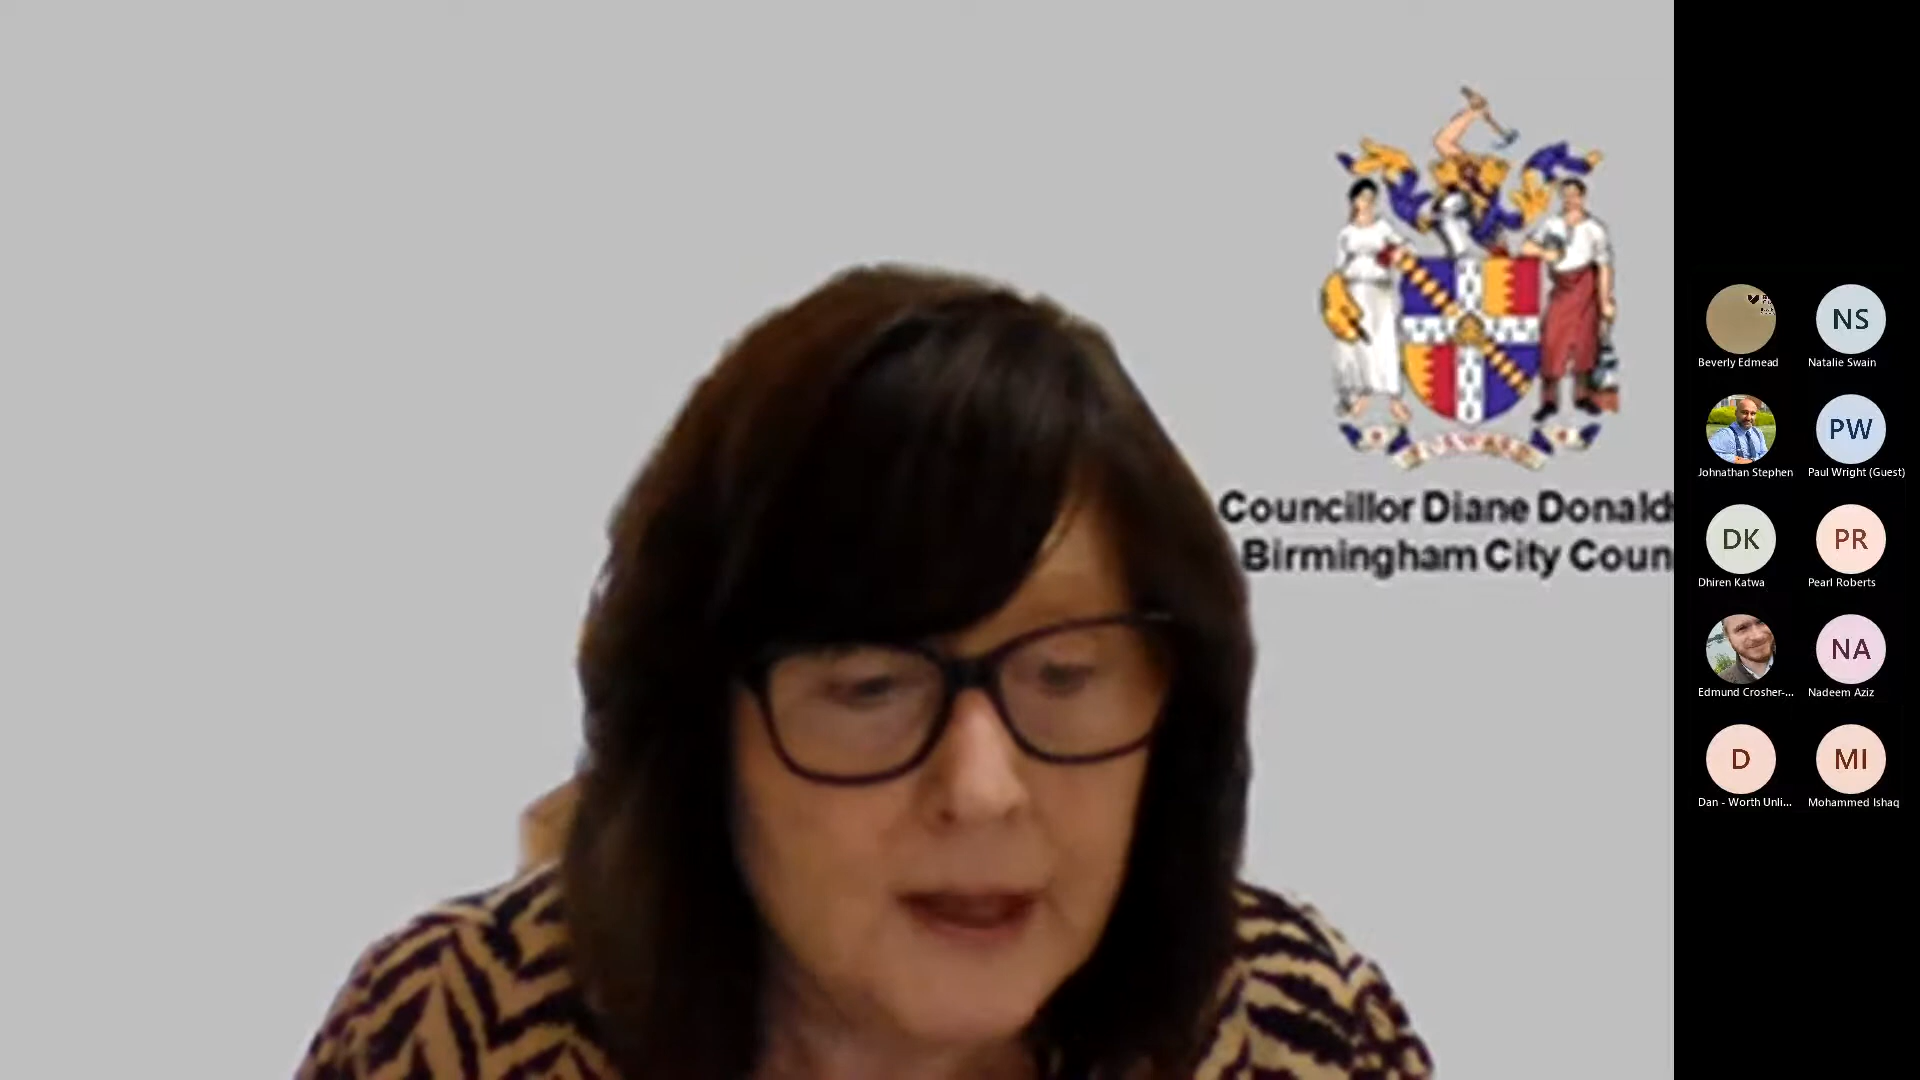 Councillor Diane Donald
Birmingham City Coun
FORWARD
Beverly Edmead
NS
Natalie Swain
Johnathan Stephen
PW
Paul Wright (Guest)
DK
Dhiren Katwa
PR
Pearl Roberts
Edmund Crosher-...
NA
Nadeem Aziz
D
Dan - Worth Unli...
MI
Mohammed Ishaq